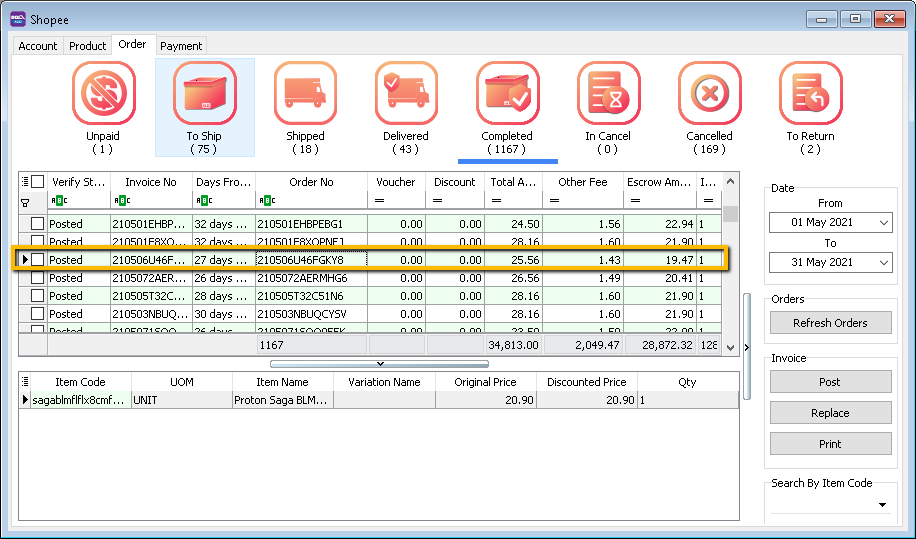 Shopee
Account Product Order Payment
Unpaid To Ship Shipped Delivered Completed In Cancel Cancelled To Return
( 1 ) ( 75 ) ( 18 ) ( 43 ) ( 1167 ) ( 0 ) ( 169 ) ( 2 )
Verify St... Invoice No Days Fro... Order No Voucher Discount Total A... Other Fee Escrow Am... I...
Posted 210501EHBP... 32 days ... 210501EHBPEBG1 0.00 0.00 24.50 1.56 22.94 1
Posted 32 days ... 0.00 0.00 28.16 1.60 21.90 1
Posted 210506U46F... 27 days ... 210506U46FGKY8 0.00 0.00 25.56 1.43 19.47 1
Posted 2105072AER... 26 days ... 2105072AERMHG6 0.00 0.00 26.56 1.49 20.41 1
Posted 210505T32C... 28 days ... 210505T32C51N6 0.00 0.00 28.16 1.60 21.90 1
Posted 210503NBUQ... 30 days ... 210503NBUQCYSV 0.00 0.00 28.16 1.60 21.90 1
1167 34,813.00 2,049.47 28,872.32 128
Item Code UOM Item Name Variation Name Original Price Discounted Price Qty
sagablmflflx8cmf... UNIT Proton Saga BLM... 20.90 20.90 1
Date
From
01 May 2021
To
31 May 2021
Orders
Refresh Orders
Invoice
Post
Replace
Print
Search By Item Code